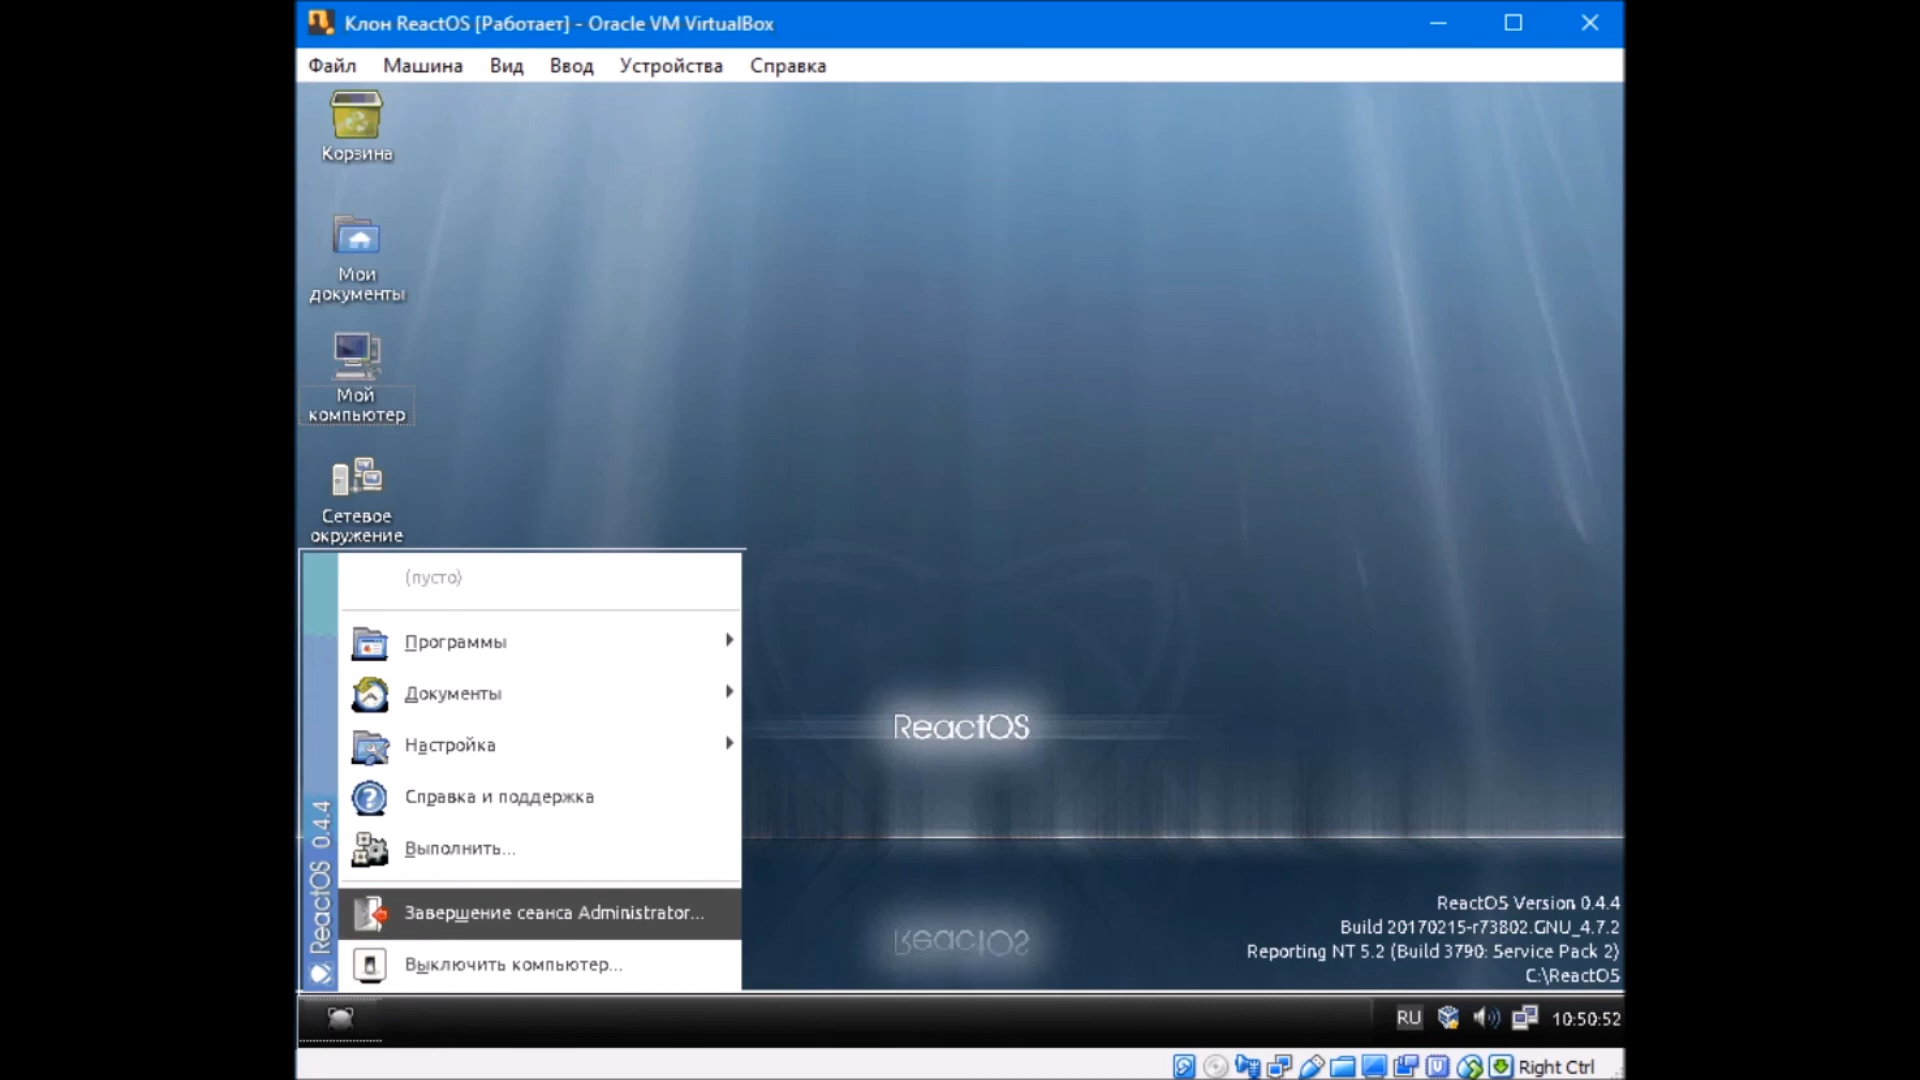 Клон ReactOS [Работает] - Oracle VM VirtualBox
Файл Машина Вид Ввод Устройства Справка
Корзина
Мои
документы
Мой
компьютер
Сетевое
окружение
(пусто)
Программы
Документы
Настройка
Справка и поддержка
Выполнить...
Завершение сеанса Administrator...
Выключить компьютер...
ReactOS 0.4.4
ReactOS
ReactOS
ReactOS Version 0.4.4
Build 20170215-r73802.GNU_4.7.2
Reporting NT 5.2 (Build 3790: Service Pack 2)
C:\ReactOS
RU 10:50:52
Right Ctrl